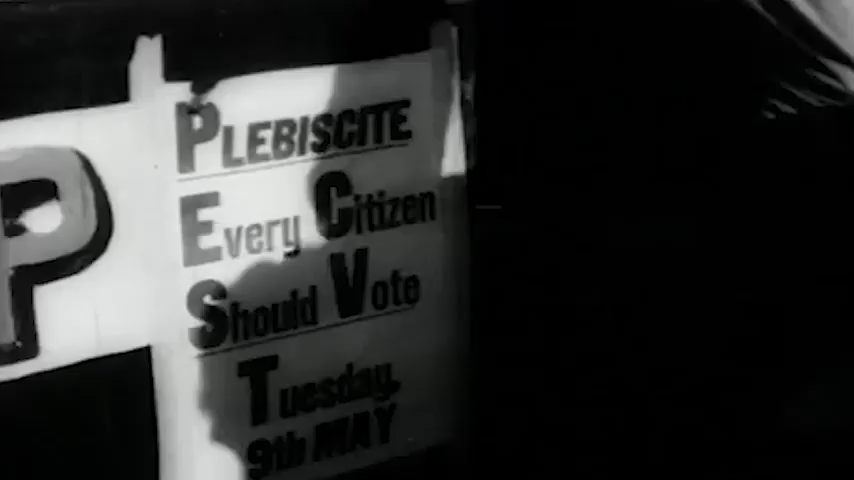 P
PLEBISCITE
Every Citizen
Should Vote
Tuesday,
9th MAY